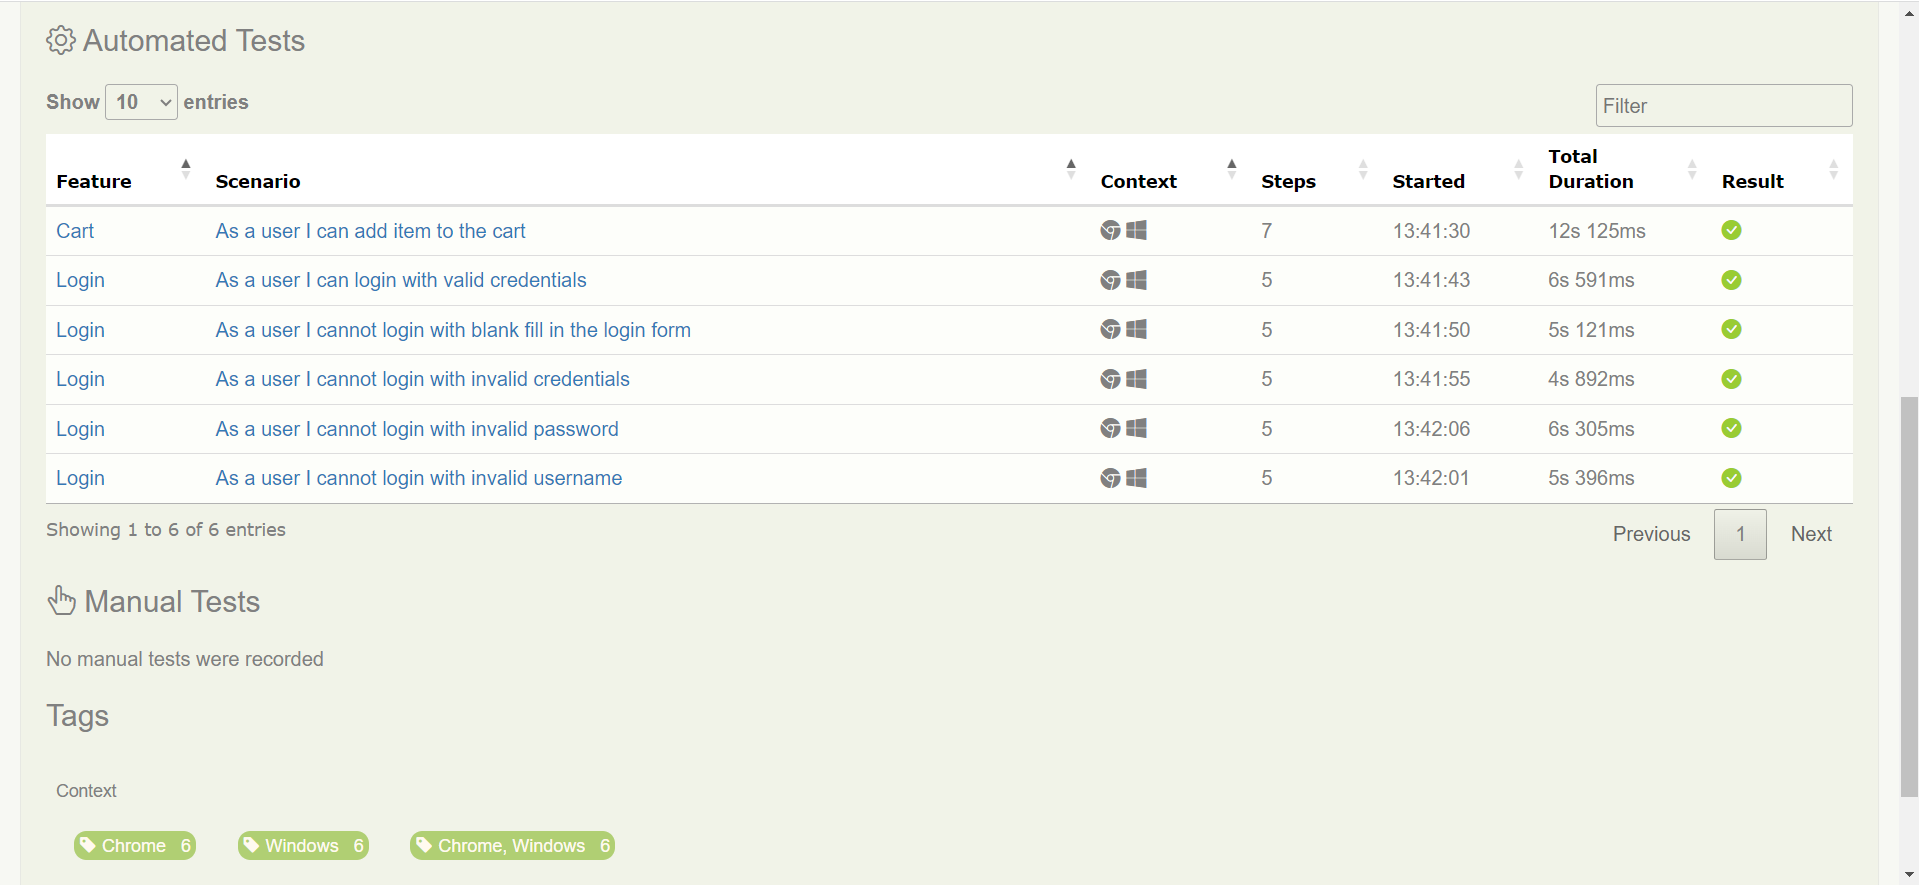 Automated Tests
Show 10 entries
Filter
Feature Scenario Context Steps Started Total Duration Result
Cart As a user I can add item to the cart 7 13:41:30 12s 125ms
Login As a user I can login with valid credentials 5 13:41:43 6s 591ms
Login As a user I cannot login with blank fill in the login form 5 13:41:50 5s 121ms
Login As a user I cannot login with invalid credentials 5 13:41:55 4s 892ms
Login As a user I cannot login with invalid password 5 13:42:06 6s 305ms
Login As a user I cannot login with invalid username 5 13:42:01 5s 396ms
Showing 1 to 6 of 6 entries
Previous 1 Next
Manual Tests
No manual tests were recorded
Tags
Context
Chrome 6 Windows 6 Chrome, Windows 6